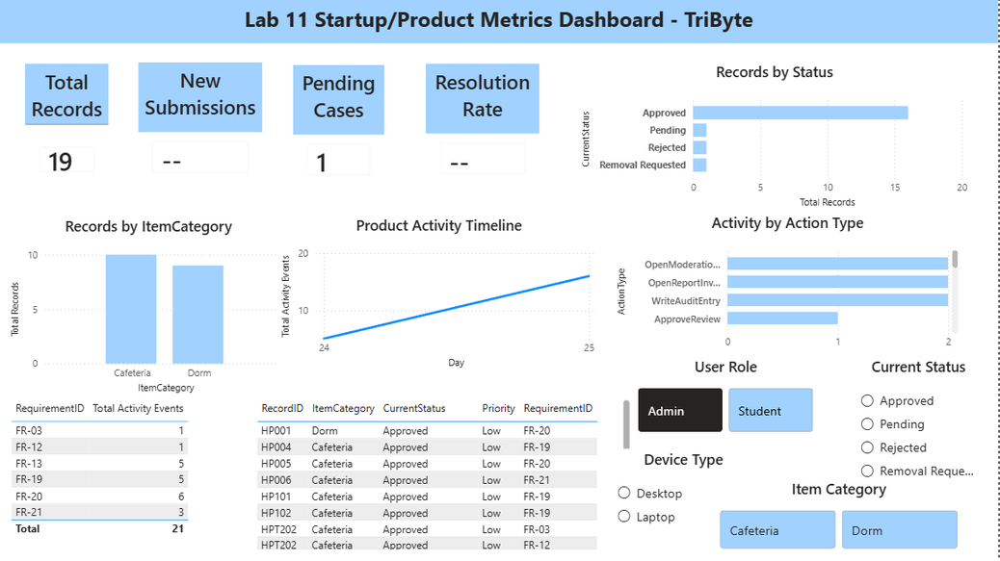 Lab 11 Startup/Product Metrics Dashboard - TriByte
Total
Records
19
New
Submissions
--
Pending
Cases
1
Resolution
Rate
--
Records by Status
CurrentStatus
Approved
Pending
Rejected
Removal Requested
0 5 10 15 20
Total Records
Records by ItemCategory
Total Records
10
5
0
Cafeteria Dorm
ItemCategory
Product Activity Timeline
Total Activity Events
20
10
24 25
Day
Activity by Action Type
ActionType
OpenModeratio...
OpenReportInv...
WriteAuditEntry
ApproveReview
0 1 2
RequirementID Total Activity Events
FR-03 1
FR-12 1
FR-13 5
FR-19 5
FR-20 6
FR-21 3
Total 21
RecordID ItemCategory CurrentStatus Priority RequirementID
HP001 Dorm Approved Low FR-20
HP004 Cafeteria Approved Low FR-19
HP005 Cafeteria Approved Low FR-20
HP006 Cafeteria Approved Low FR-21
HP101 Cafeteria Approved Low FR-19
HP102 Cafeteria Approved Low FR-19
HPT202 Cafeteria Approved Low FR-03
HPT202 Cafeteria Approved Low FR-12
User Role
Admin
Student
Current Status
Approved
Pending
Rejected
Removal Reque...
Device Type
Desktop
Laptop
Item Category
Cafeteria
Dorm